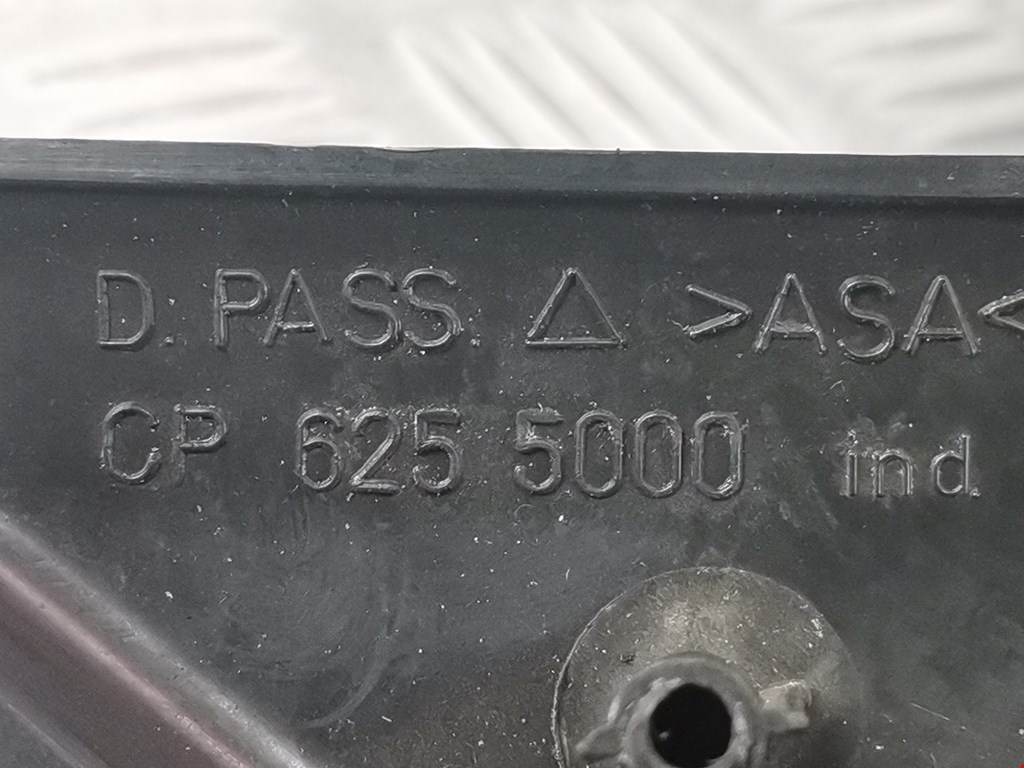 D.PASS. △ >ASA<
CP 625 5000 ind.